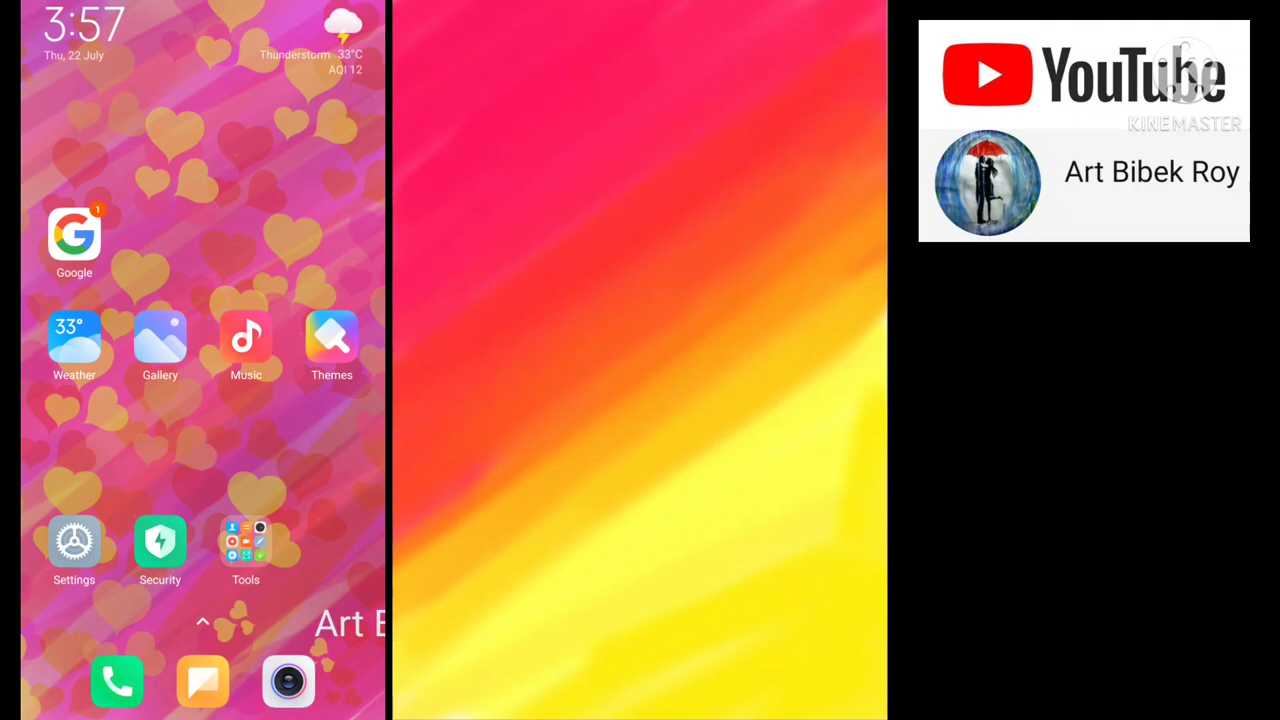 3:57
Thu, 22 July
Thunderstorm 33°C
AQI 12
1
Google
33°
Weather
Gallery
Music
Themes
Settings
Security
Tools
Art B
YouTube
KINEMASTER
Art Bibek Roy